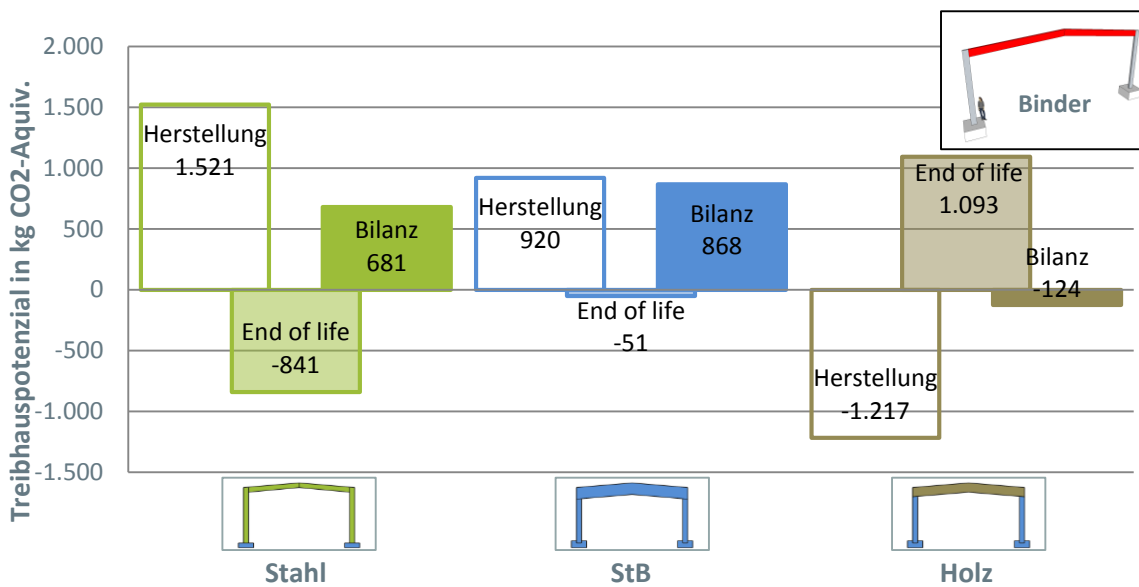 Treibhauspotenzial in kg CO2-Aquiv.
2.000
1.500
1.000
500
0
-500
-1.000
-1.500
Herstellung
1.521
End of life
-841
Bilanz
681
Herstellung
920
End of life
-51
Bilanz
868
Herstellung
-1.217
End of life
1.093
Bilanz
-124
Binder
Stahl
StB
Holz